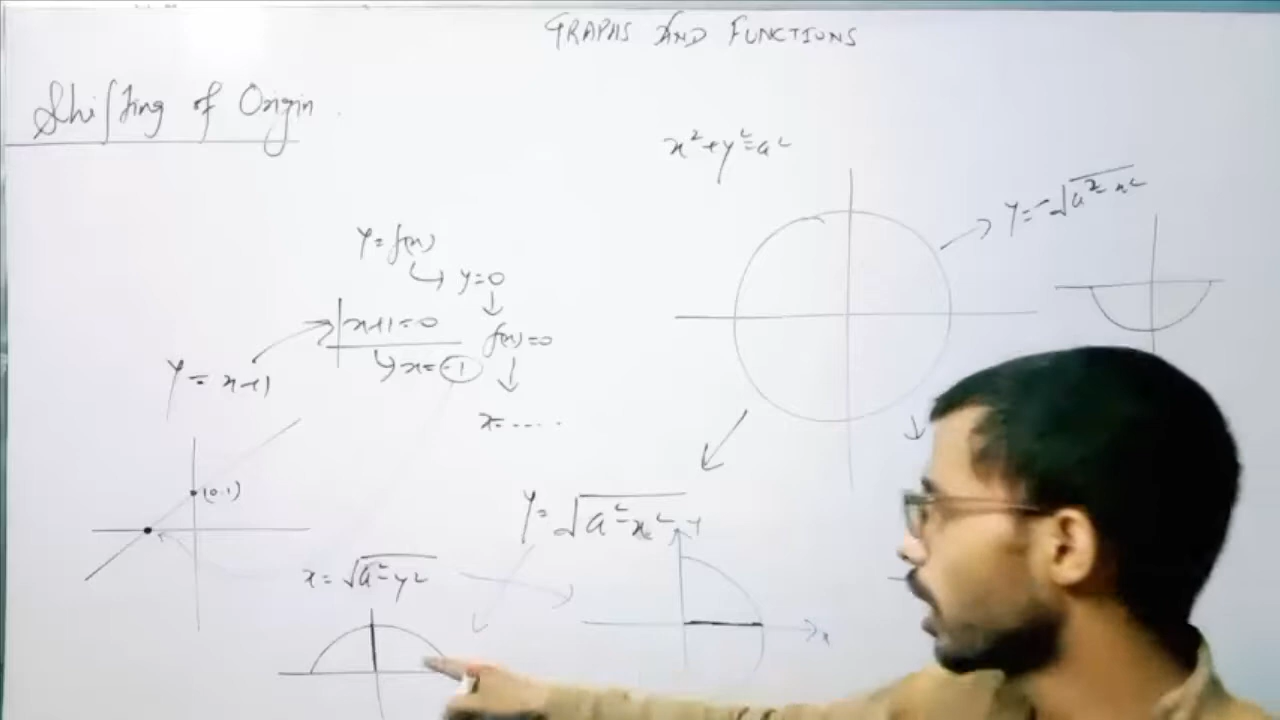 GRAPHS AND FUNCTIONS
Shifting of Origin.
x²+y²=a²
y=-√a²-x²
y=f(x)
↳ y=0
x+1=0
f(x)=0
↳x=-1
y=x+1
x=-----
(0,1)
y=√a²-x²
y
x=√a²-y²
x